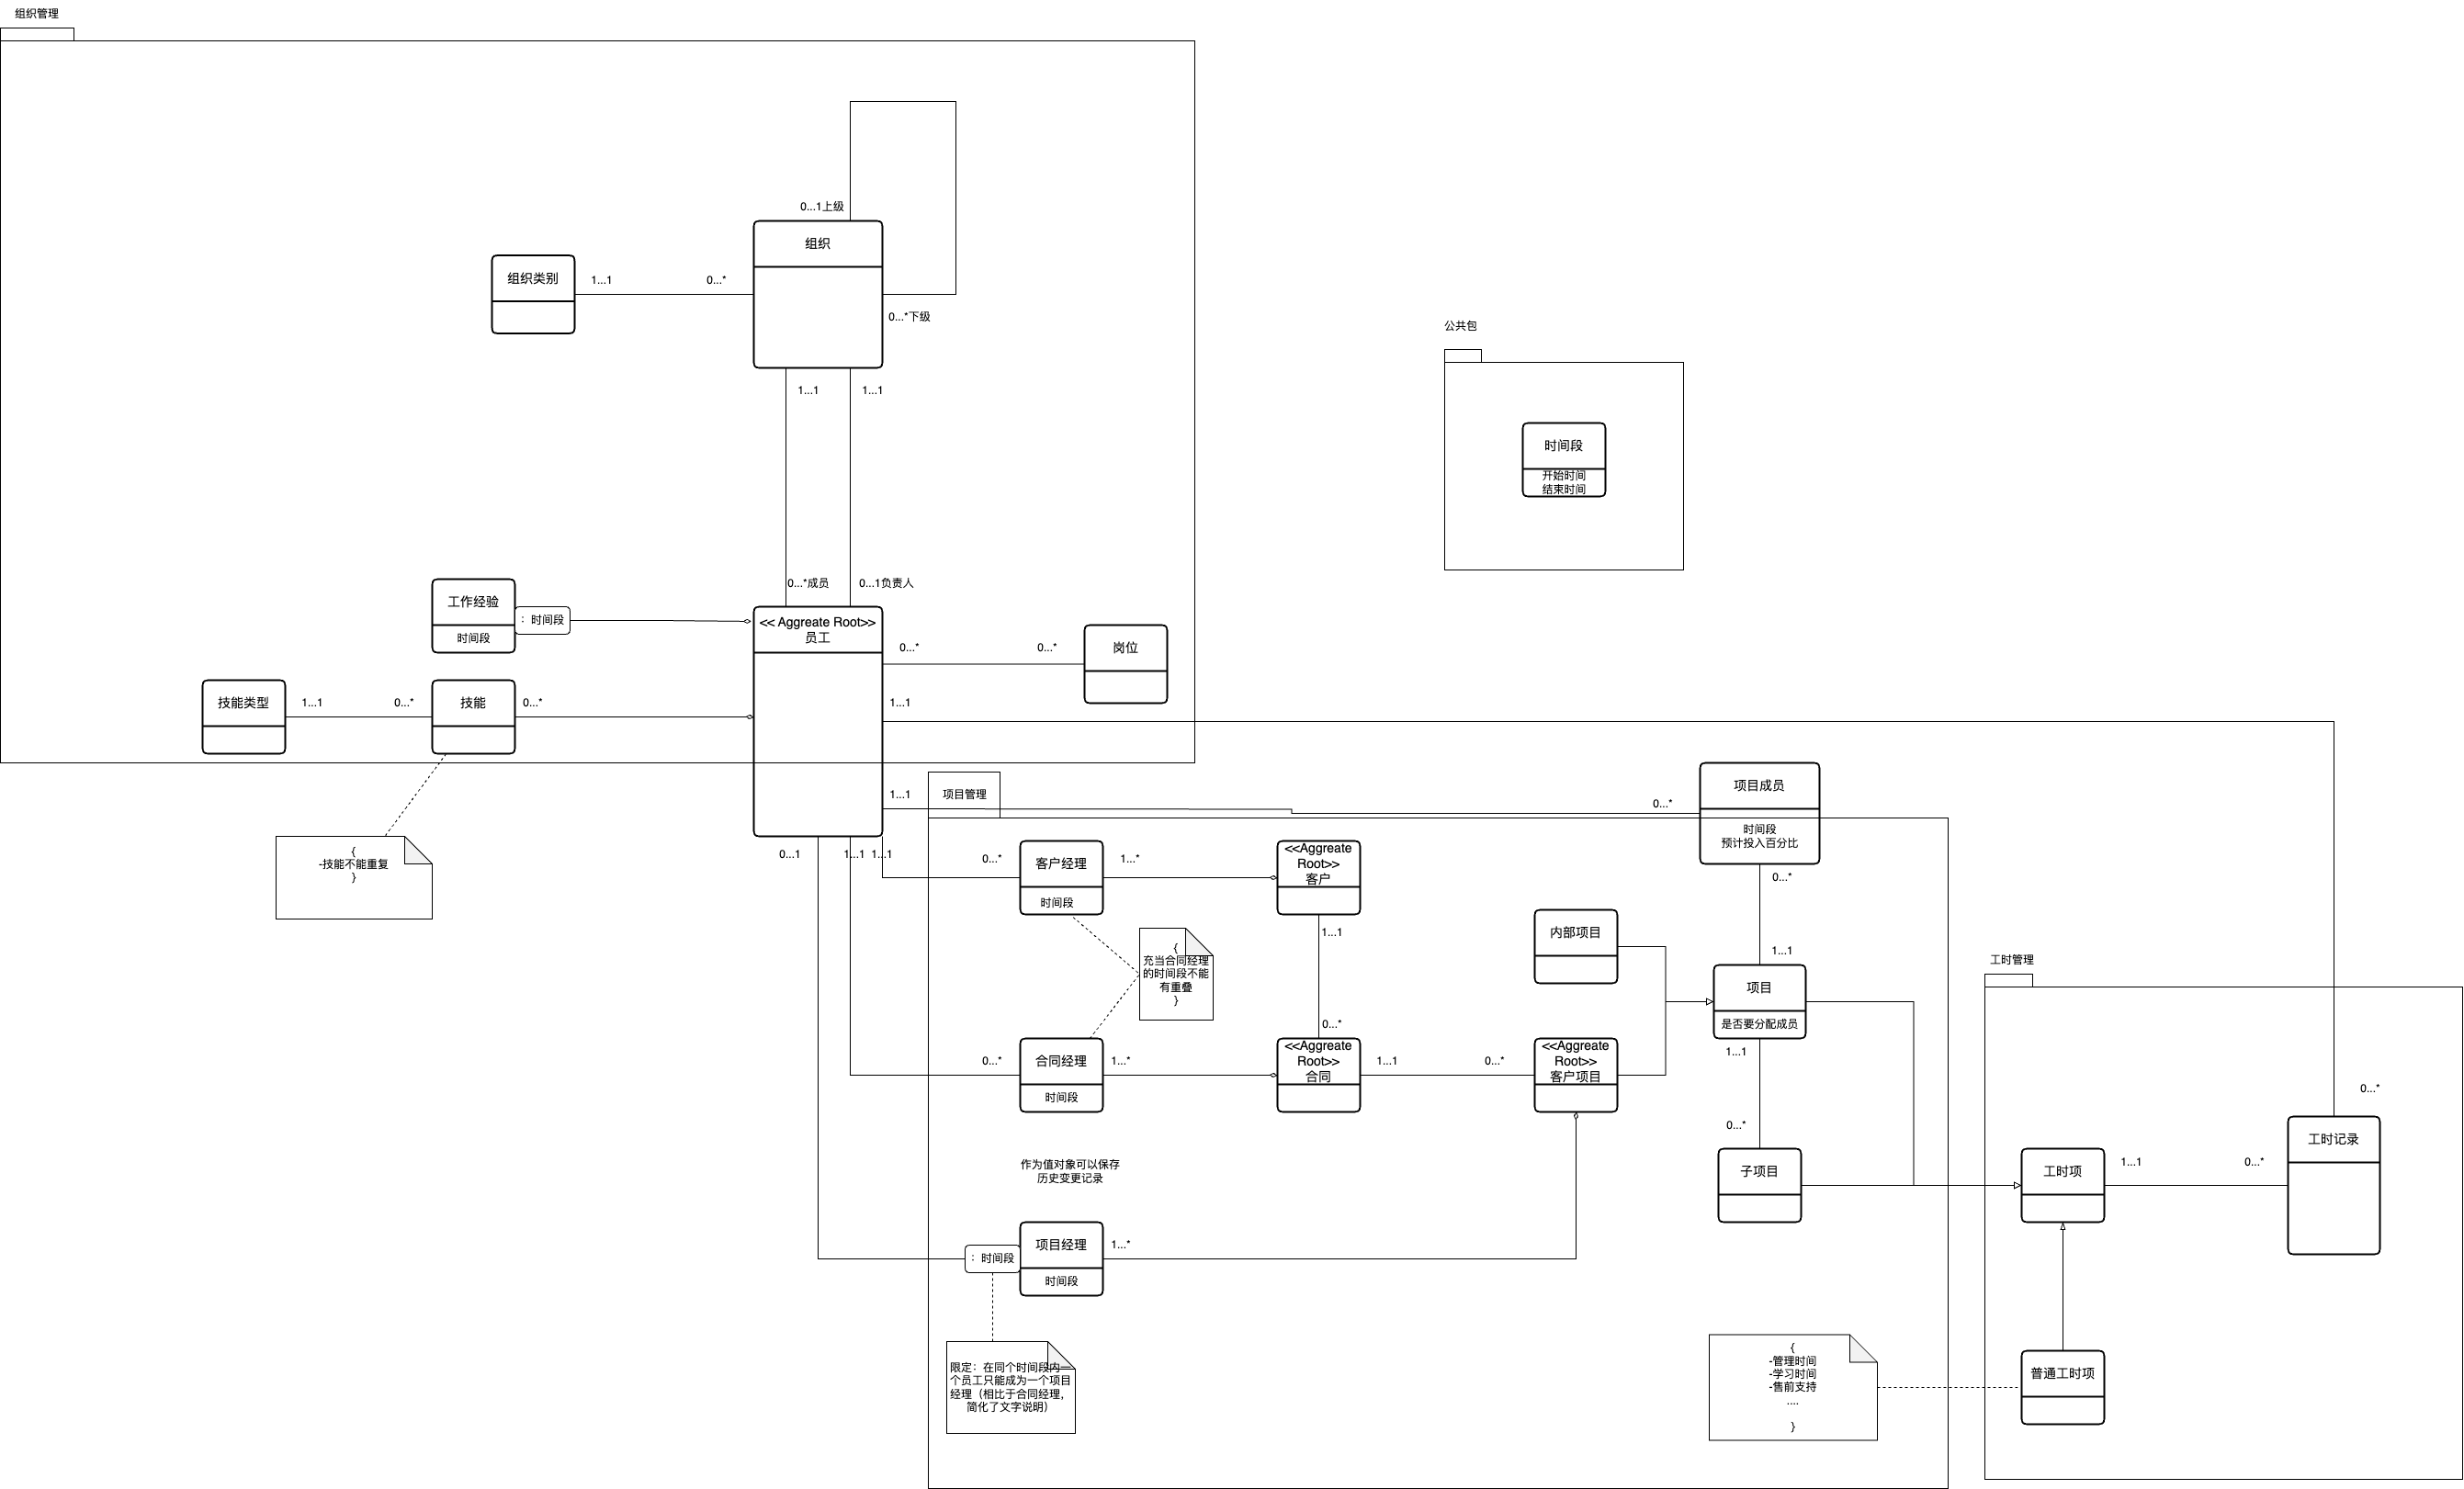 组织管理
0...1上级
组织
组织类别
1...1
0...*
0...*下级
1...1
1...1
公共包
时间段
开始时间
结束时间
0...*成员
0...1负责人
工作经验
时间段
： 时间段
<< Aggreate Root>>
员工
0...*
0...*
岗位
技能类型
1...1
0...*
技能
0...*
1...1
1...1
项目管理
0...*
项目成员
时间段
预计投入百分比
{
-技能不能重复
}
0...1
1...1
1...1
0...*
客户经理
时间段
1...*
<<Aggreate
Root>>
客户
0...*
{
充当合同经理
的时间段不能
有重叠
}
1...1
内部项目
1...1
项目
是否要分配成员
工时管理
0...*
0...*
合同经理
时间段
1...*
<<Aggreate
Root>>
合同
1...1
0...*
<<Aggreate
Root>>
客户项目
1...1
0...*
0...*
作为值对象可以保存
历史变更记录
子项目
工时项
1...1
0...*
工时记录
： 时间段
项目经理
时间段
1...*
限定：在同个时间段内一
个员工只能成为一个项目
经理（相比于合同经理，
简化了文字说明）
{
-管理时间
-学习时间
-售前支持
....
}
普通工时项